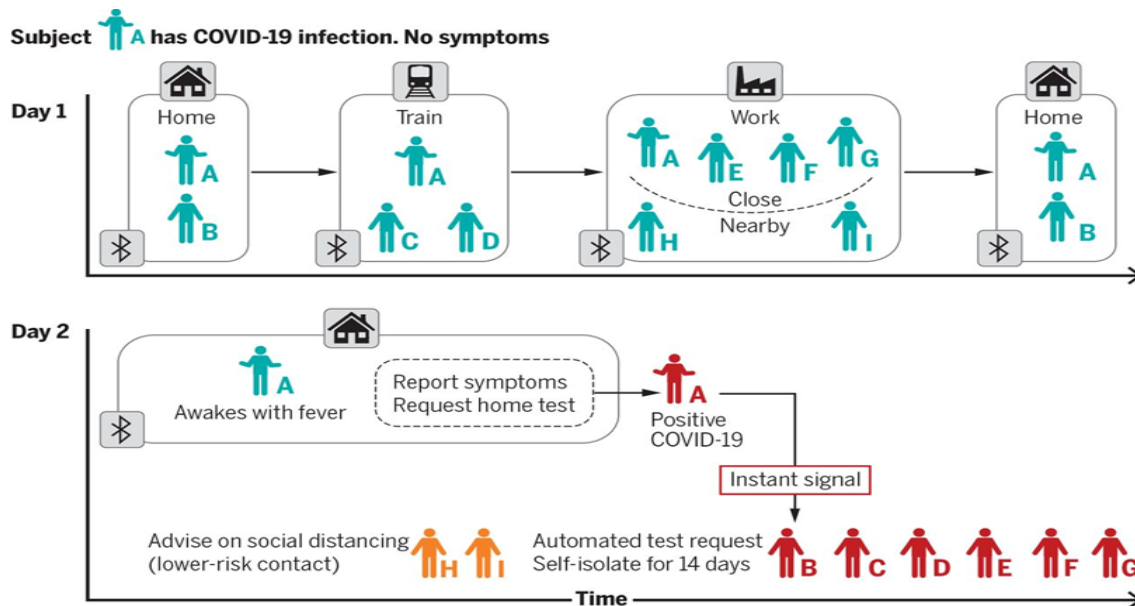 Subject A has COVID-19 infection. No symptoms
Day 1
Home
A
B
Train
A
C D
Work
A E F G
Close
Nearby
H I
Home
A
B
Day 2
A
Awakes with fever
Report symptoms
Request home test
A
Positive
COVID-19
Instant signal
Advise on social distancing
(lower-risk contact)
H I
Automated test request
Self-isolate for 14 days
B C D E F G
Time